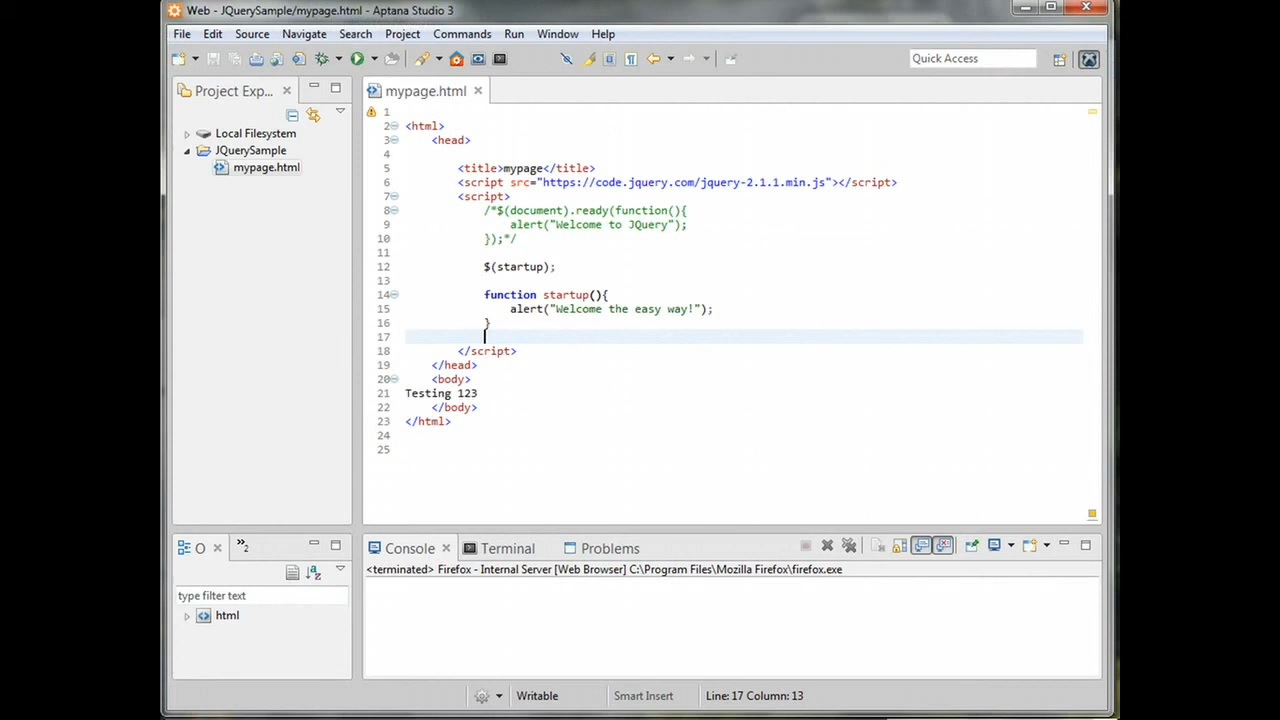 Web - JQuerySample/mypage.html - Aptana Studio 3
File Edit Source Navigate Search Project Commands Run Window Help
Quick Access
Project Exp...
mypage.html
Local Filesystem
JQuerySample
mypage.html
1
2 <html>
3 <head>
4
5 <title>mypage</title>
6 <script src="https://code.jquery.com/jquery-2.1.1.min.js"></script>
7 <script>
8 /*$(document).ready(function(){
9 alert("Welcome to JQuery");
10 });*/
11
12 $(startup);
13
14 function startup(){
15 alert("Welcome the easy way!");
16 }
17
18 </script>
19 </head>
20 <body>
21 Testing 123
22 </body>
23 </html>
24
25
O
»2
type filter text
html
Console Terminal Problems
<terminated> Firefox - Internal Server [Web Browser] C:\Program Files\Mozilla Firefox\firefox.exe
Writable Smart Insert Line: 17 Column: 13